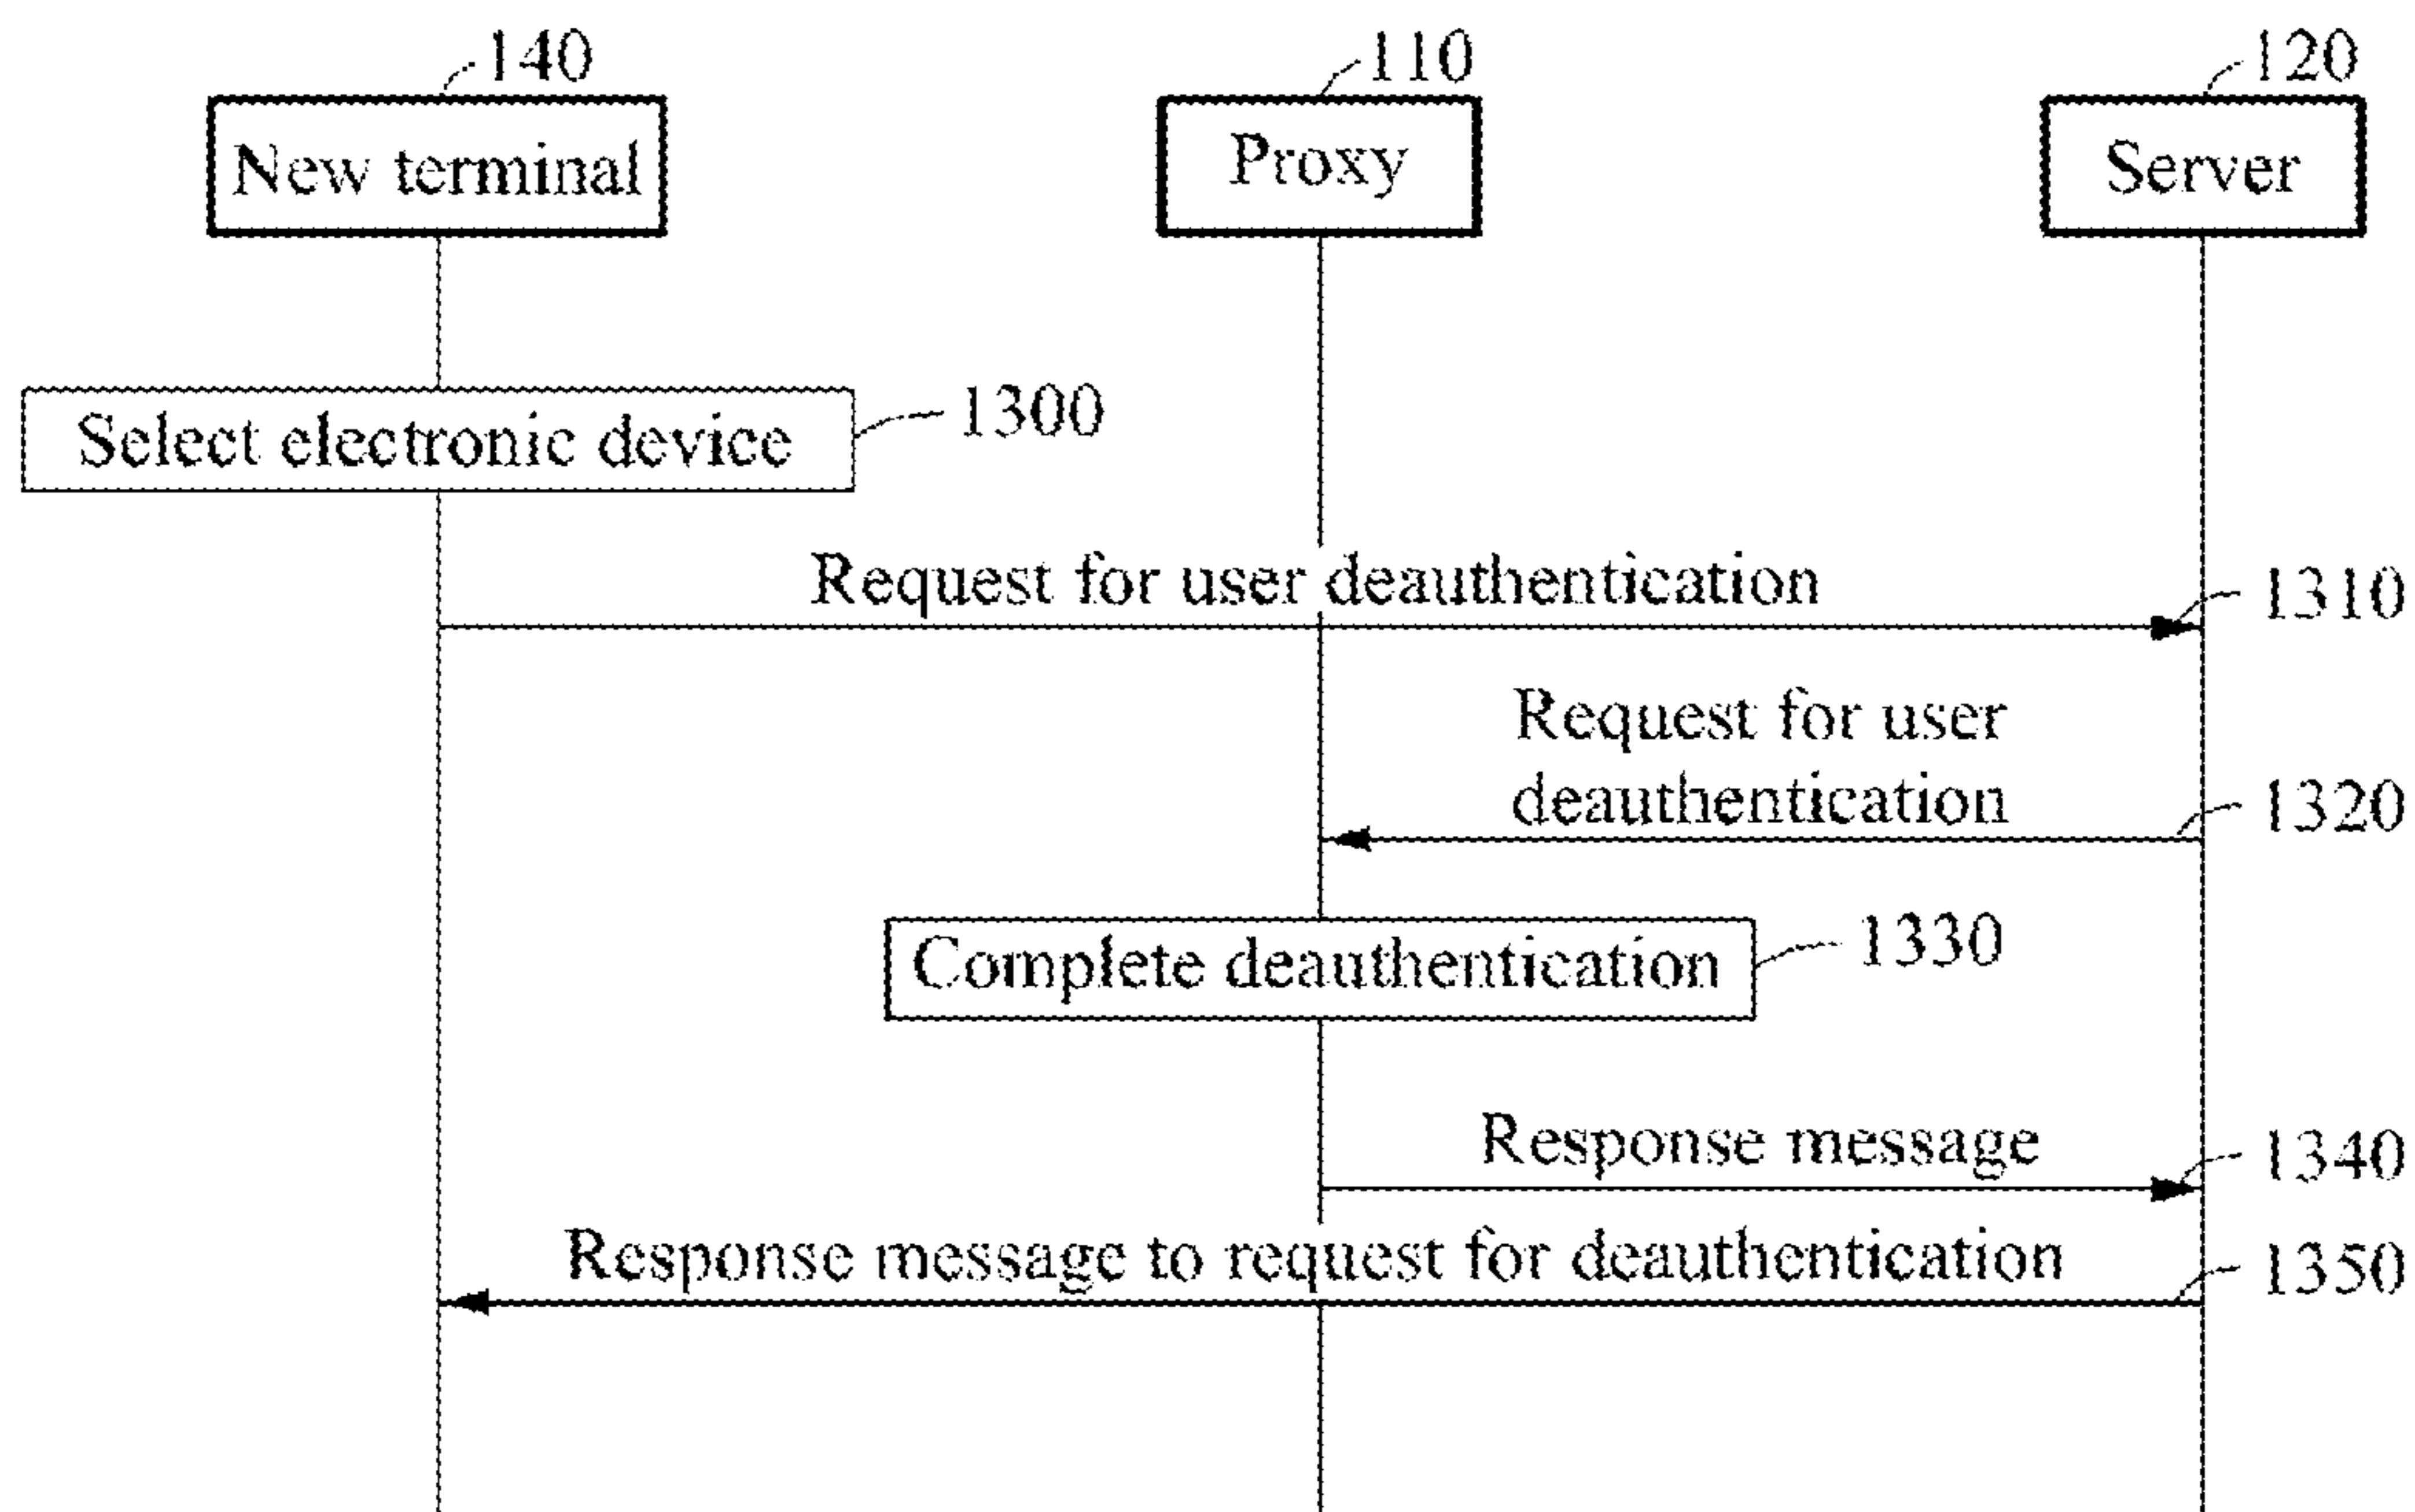 140
110
120
New terminal
Proxy
Server
Select electronic device
1300
Request for user deauthentication
1310
Request for user
deauthentication
1320
Complete deauthentication
1330
Response message
1340
Response message to request for deauthentication
1350